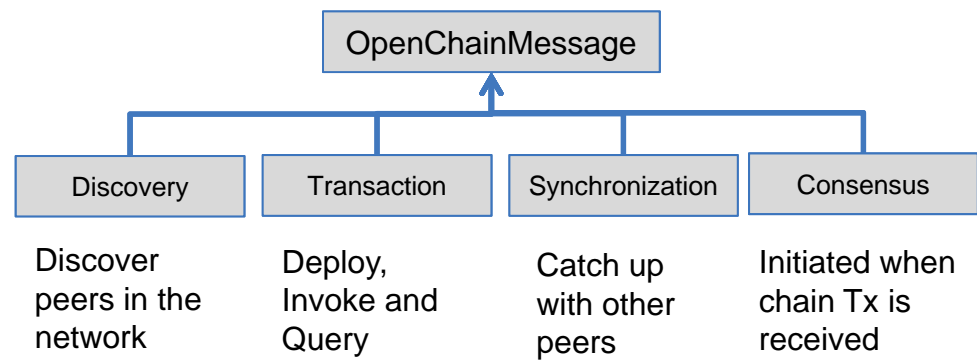 OpenChainMessage
Discovery
Transaction
Synchronization
Consensus
Discover
peers in the
network
Deploy,
Invoke and
Query
Catch up
with other
peers
Initiated when
chain Tx is
received